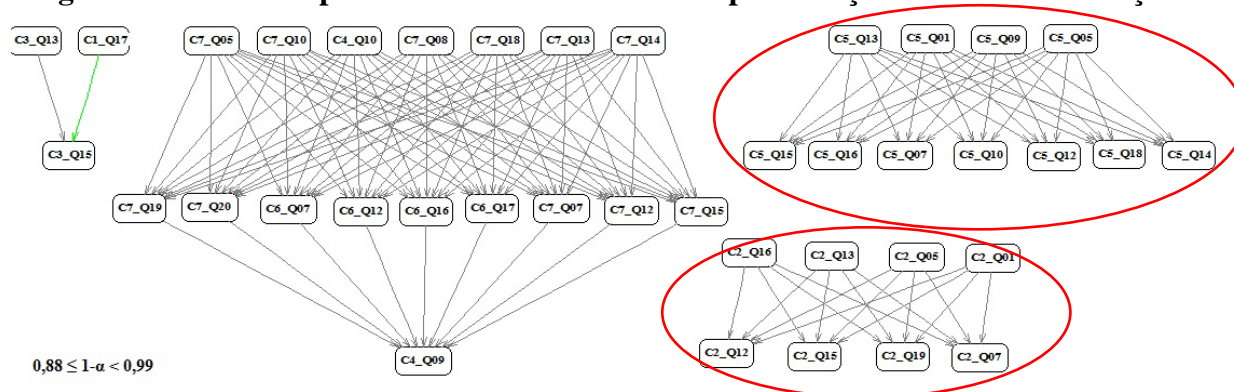 C3_Q13 C1_Q17 C7_Q05 C7_Q10 C4_Q10 C7_Q08 C7_Q18 C7_Q13 C7_Q14 C5_Q13 C5_Q01 C5_Q09 C5_Q05
C3_Q15 C5_Q15 C5_Q16 C5_Q07 C5_Q10 C5_Q12 C5_Q18 C5_Q14
C7_Q19 C7_Q20 C6_Q07 C6_Q12 C6_Q16 C6_Q17 C7_Q07 C7_Q12 C7_Q15
C2_Q16 C2_Q13 C2_Q05 C2_Q01
C2_Q12 C2_Q15 C2_Q19 C2_Q07
C4_Q09
0,88 ≤ 1-α < 0,99